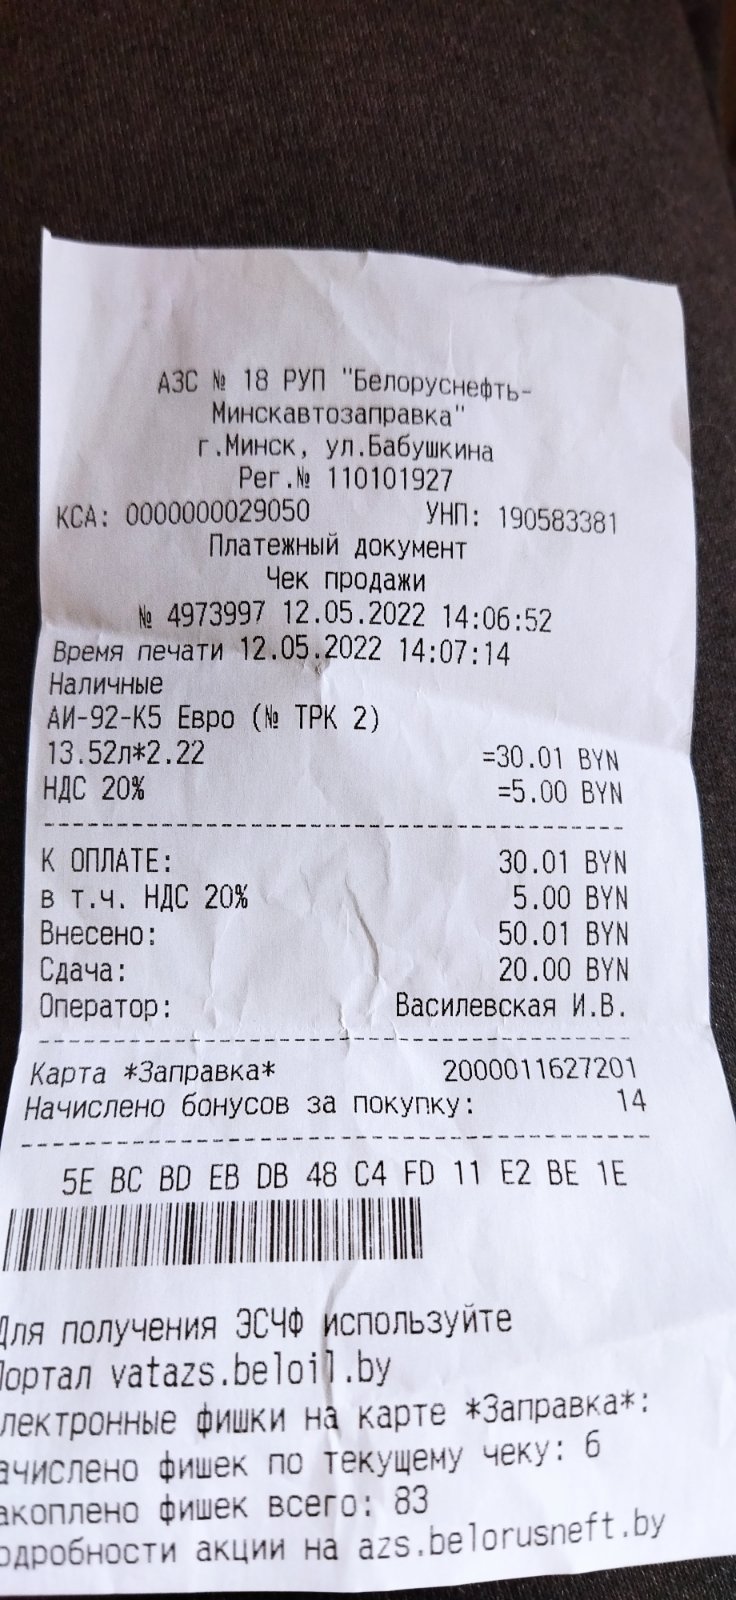 АЗС № 18 РУП "Белоруснефть-
Минскавтозаправка"
г.Минск, ул.Бабушкина
Рег.№ 110101927
КСА: 0000000029050 УНП: 190583381
Платежный документ
Чек продажи
№ 4973997 12.05.2022 14:06:52
Время печати 12.05.2022 14:07:14
Наличные
АИ-92-К5 Евро (№ ТРК 2)
13.52л*2.22 =30.01 BYN
НДС 20% =5.00 BYN
К ОПЛАТЕ: 30.01 BYN
в т.ч. НДС 20% 5.00 BYN
Внесено: 50.01 BYN
Сдача: 20.00 BYN
Оператор: Василевская И.В.
Карта *Заправка* 2000011627201
Начислено бонусов за покупку: 14
5E BC BD EB DB 48 C4 FD 11 E2 BE 1E
Для получения ЭСЧФ используйте
Портал vatazs.beloil.by
лектронные фишки на карте *Заправка*:
ачислено фишек по текущему чеку: 6
акоплено фишек всего: 83
одробности акции на azs.belorusneft.by